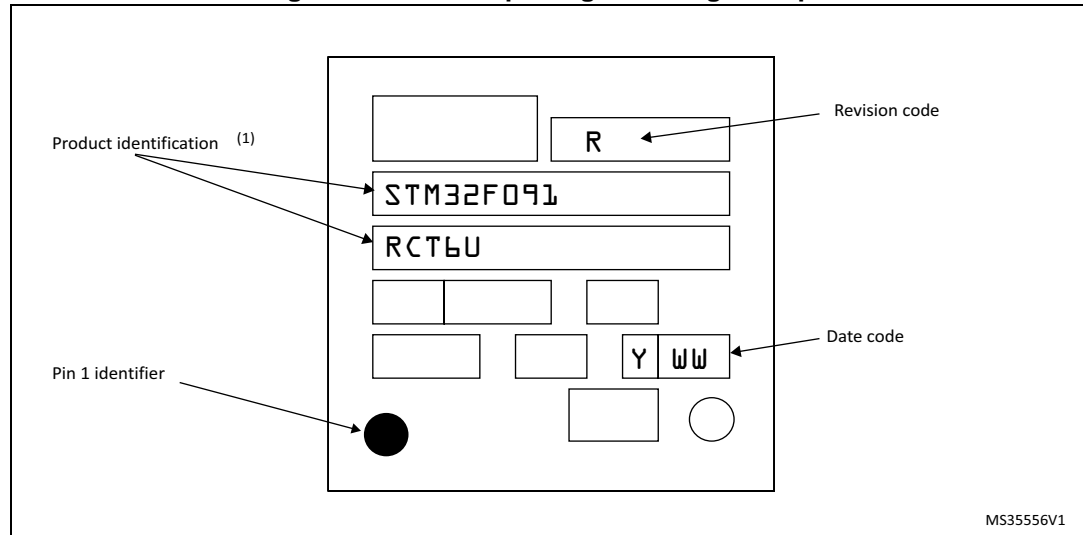 Revision code
R
Product identification (1)
STM32F091
RCT6U
Y WW
Date code
Pin 1 identifier
MS35556V1